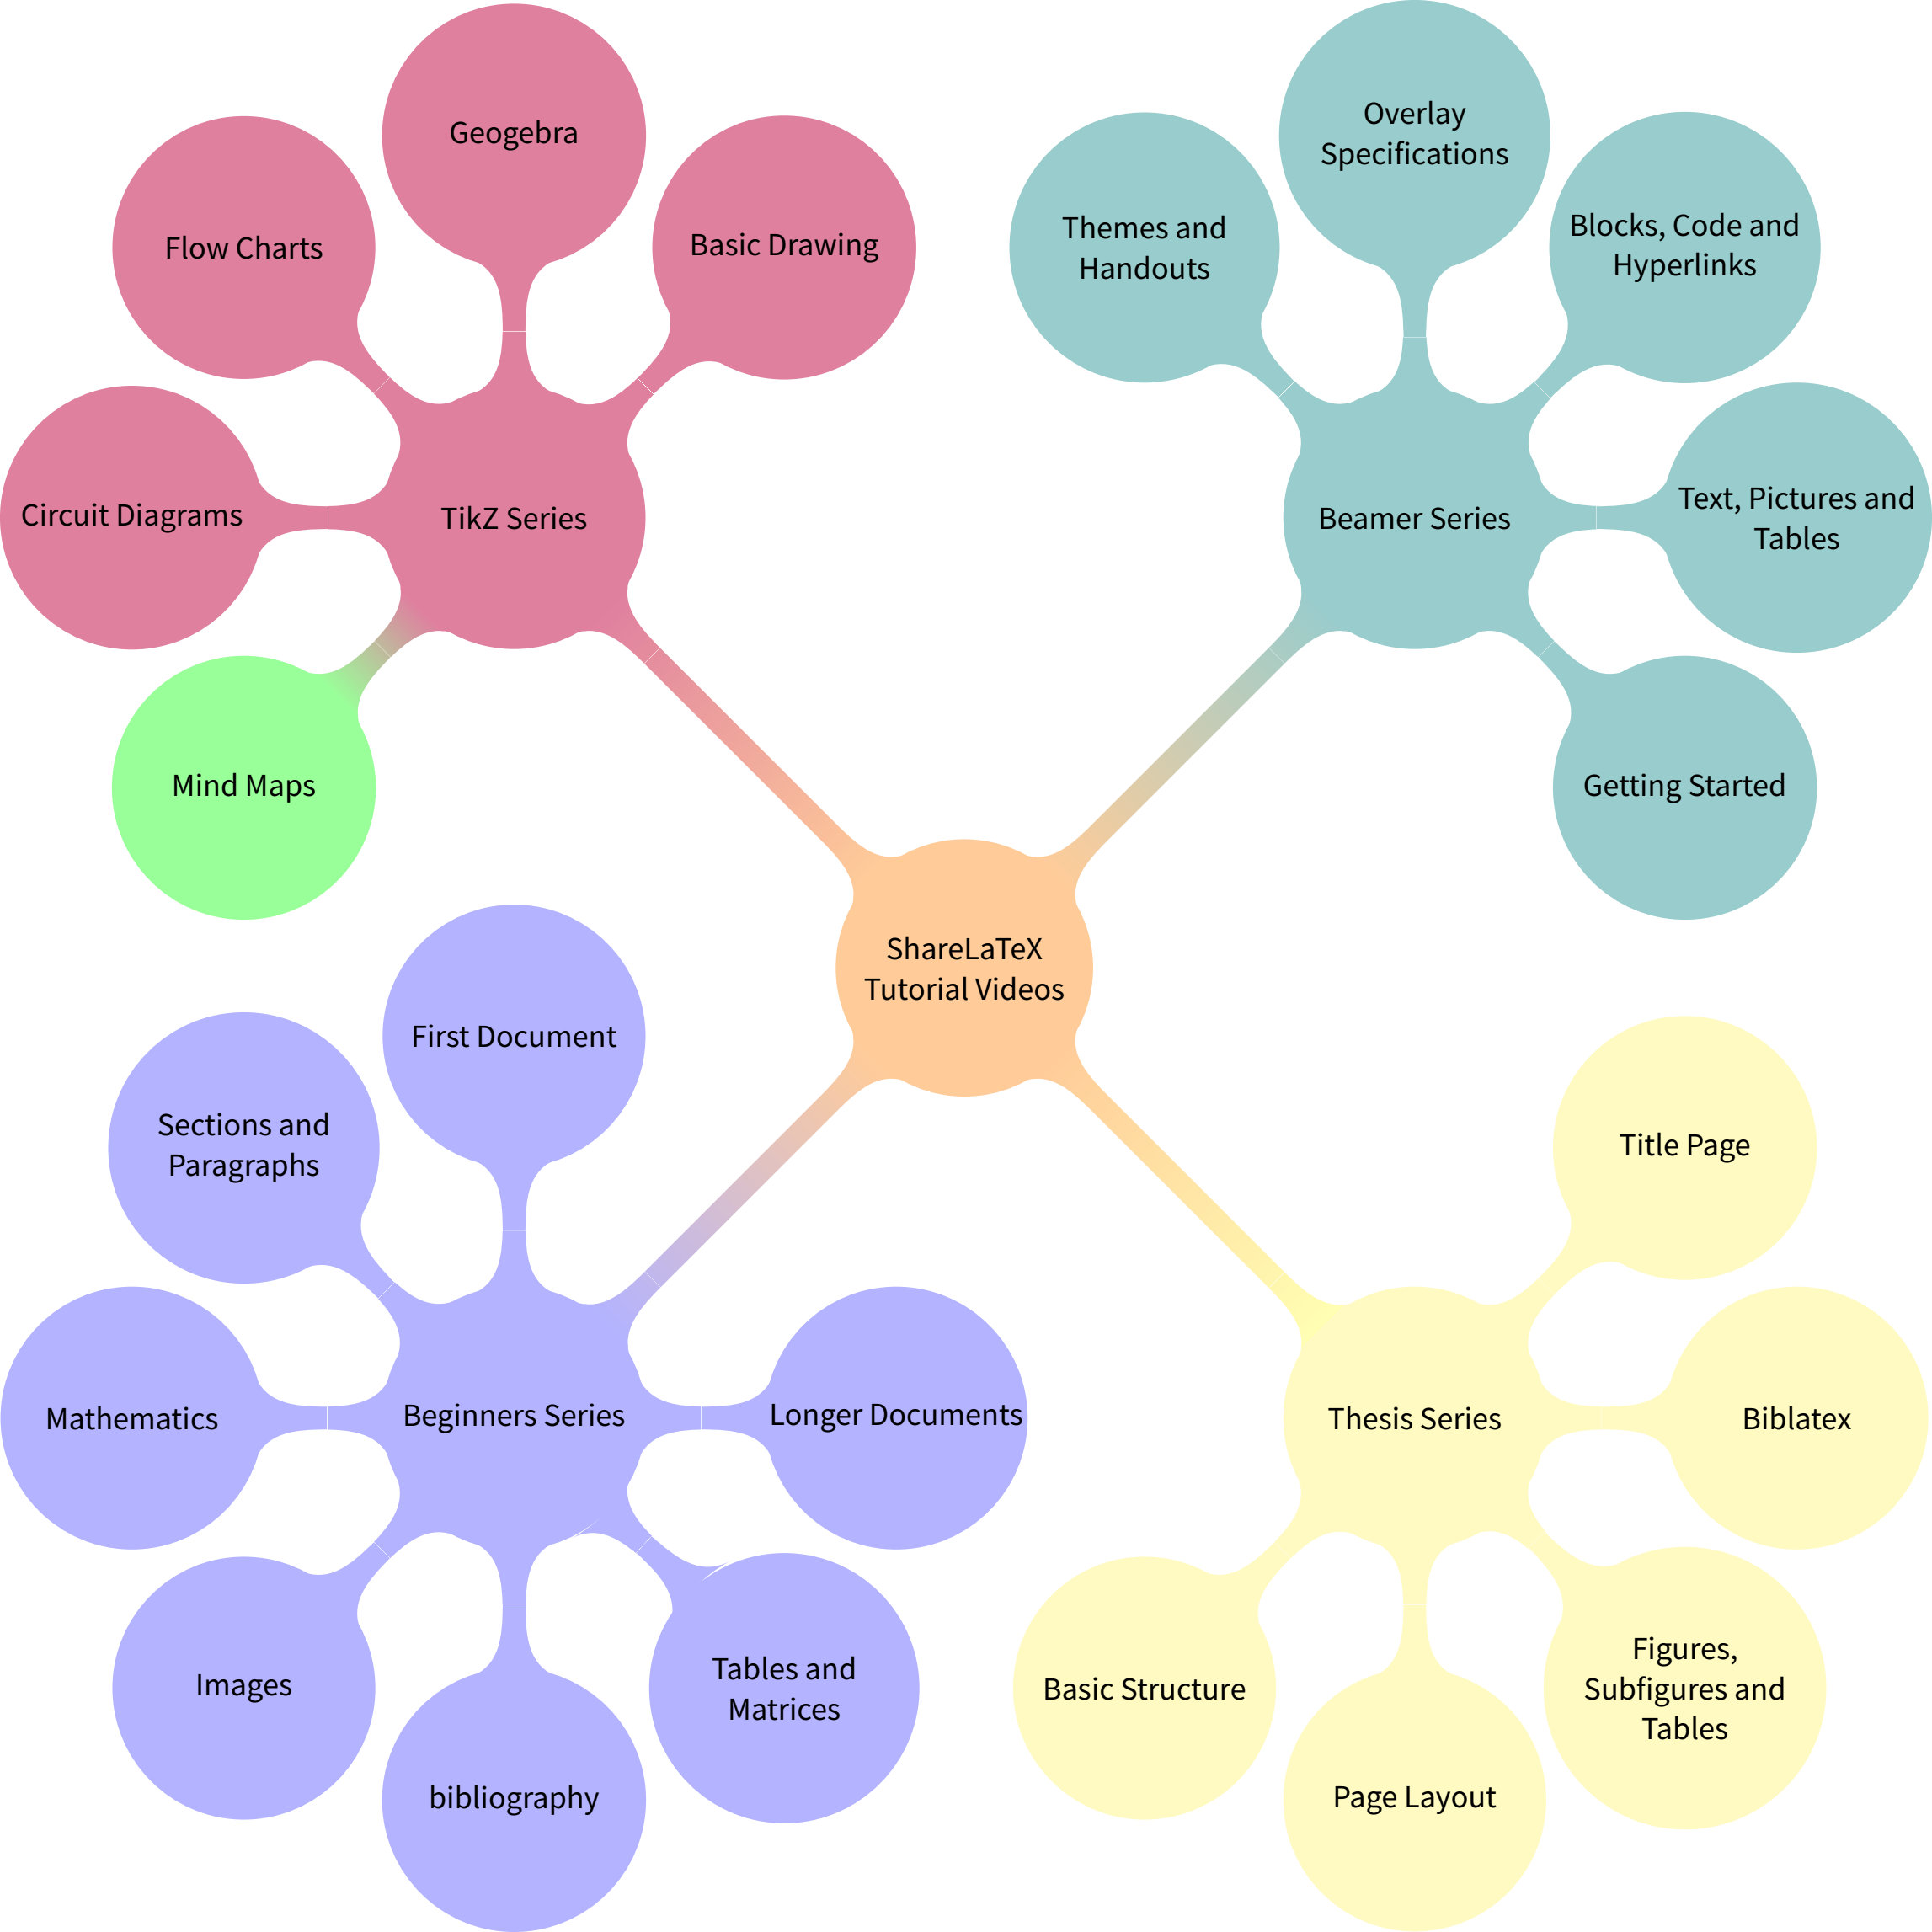 Geogebra
Flow Charts
Basic Drawing
Circuit Diagrams
TikZ Series
Mind Maps
Overlay
Specifications
Themes and
Handouts
Blocks, Code and
Hyperlinks
Text, Pictures and
Tables
Beamer Series
Getting Started
ShareLaTeX
Tutorial Videos
First Document
Sections and
Paragraphs
Mathematics
Beginners Series
Longer Documents
Images
Tables and
Matrices
bibliography
Title Page
Thesis Series
Biblatex
Basic Structure
Figures,
Subfigures and
Tables
Page Layout